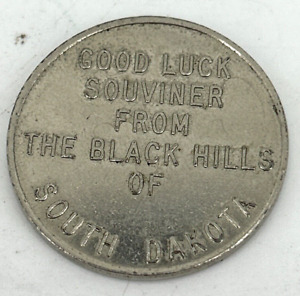 GOOD LUCK
SOUVINER
FROM
THE BLACK HILLS
OF
SOUTH DAKOTA